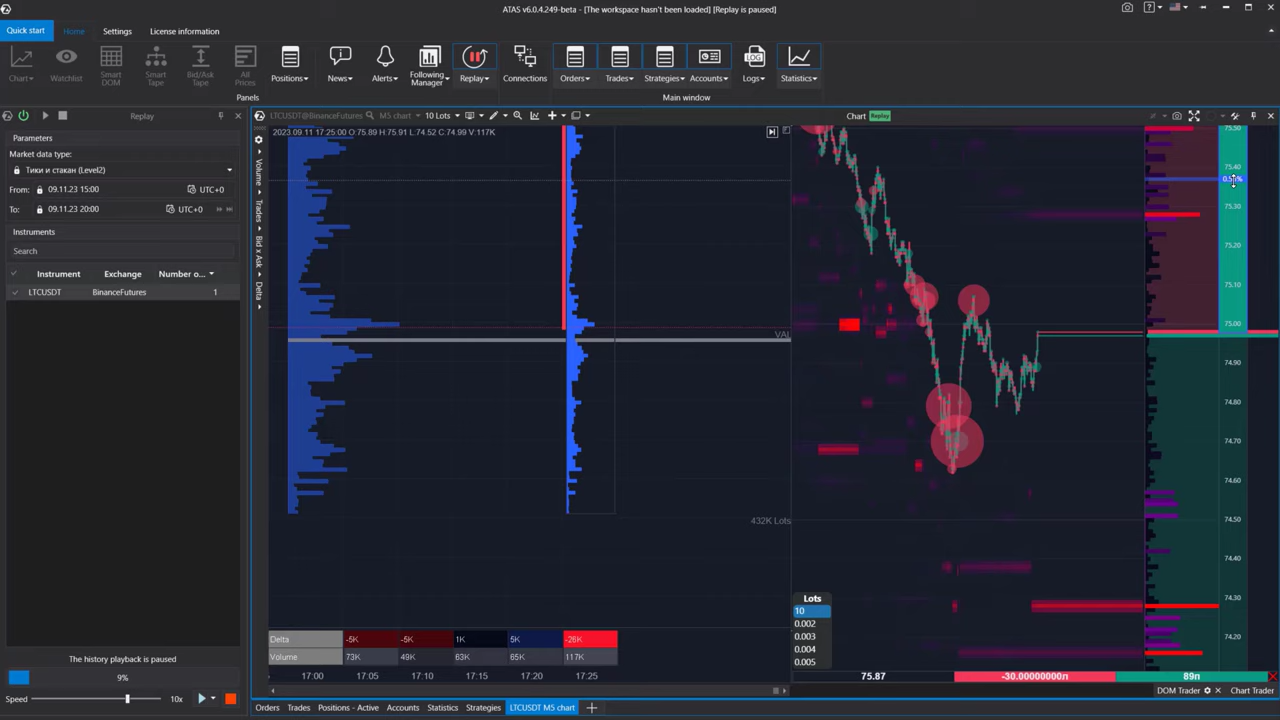 ATAS v6.0.4.249-beta - [The workspace hasn't been loaded] [Replay is paused]
Quick start Home Settings License information
Chart Watchlist Smart DOM Smart Tape Bid/Ask Tape All Prices Positions News Alerts Following Manager Replay Connections Orders Trades Strategies Accounts Logs Statistics
Panels Main window
Replay
Parameters
Market data type:
Тики и стакан (Level2)
From: 09.11.23 15:00 UTC+0
To: 09.11.23 20:00 UTC+0
Instruments
Search
Instrument Exchange Number o...
LTCUSDT BinanceFutures 1
The history playback is paused
9%
Speed 10x
LTCUSDT@BinanceFutures M5 chart 10 Lots Chart Replay
2023.09.11 17:25:00 O:75.89 H:75.91 L:74.52 C:74.99 V:117K
Volume
Trades
Bid x Ask
Delta
VAL
432K Lots
Delta -5K -5K 1K 5K -26K
Volume 73K 49K 63K 65K 117K
17:00 17:05 17:10 17:15 17:20 17:25
75.50
75.40
75.30
75.20
75.10
75.00
74.90
74.80
74.70
74.60
74.50
74.40
74.30
74.20
Lots
10
0.002
0.003
0.004
0.005
75.87 -30.00000000л 89л
DOM Trader Chart Trader
Orders Trades Positions - Active Accounts Statistics Strategies LTCUSDT M5 chart